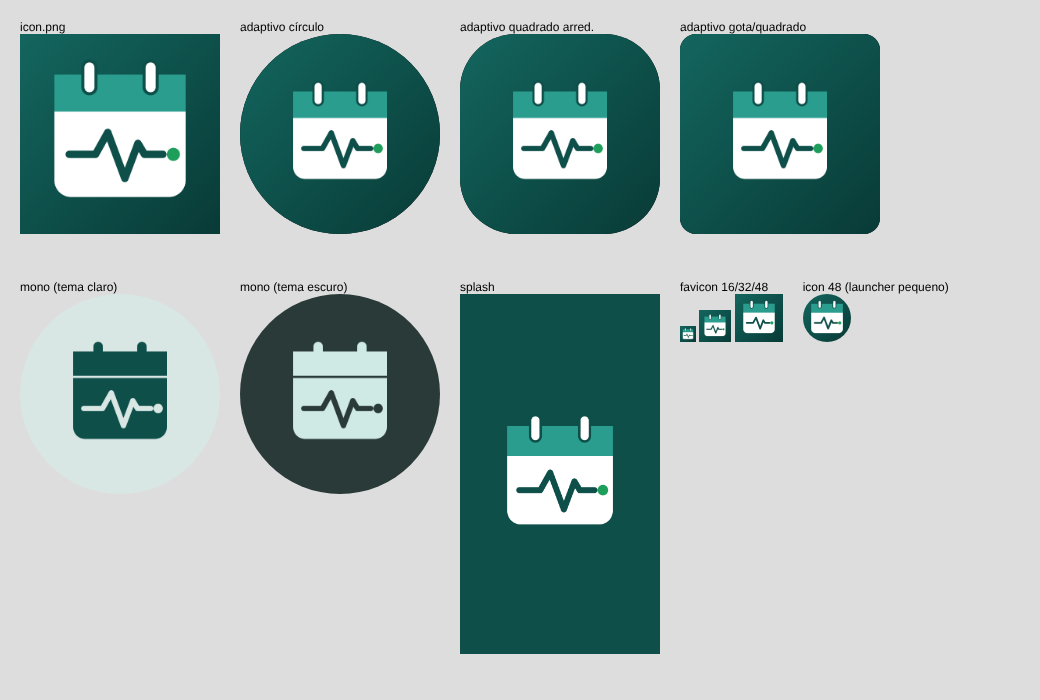 icon.png
adaptivo círculo
adaptivo quadrado arred.
adaptivo gota/quadrado
mono (tema claro)
mono (tema escuro)
splash
favicon 16/32/48
icon 48 (launcher pequeno)